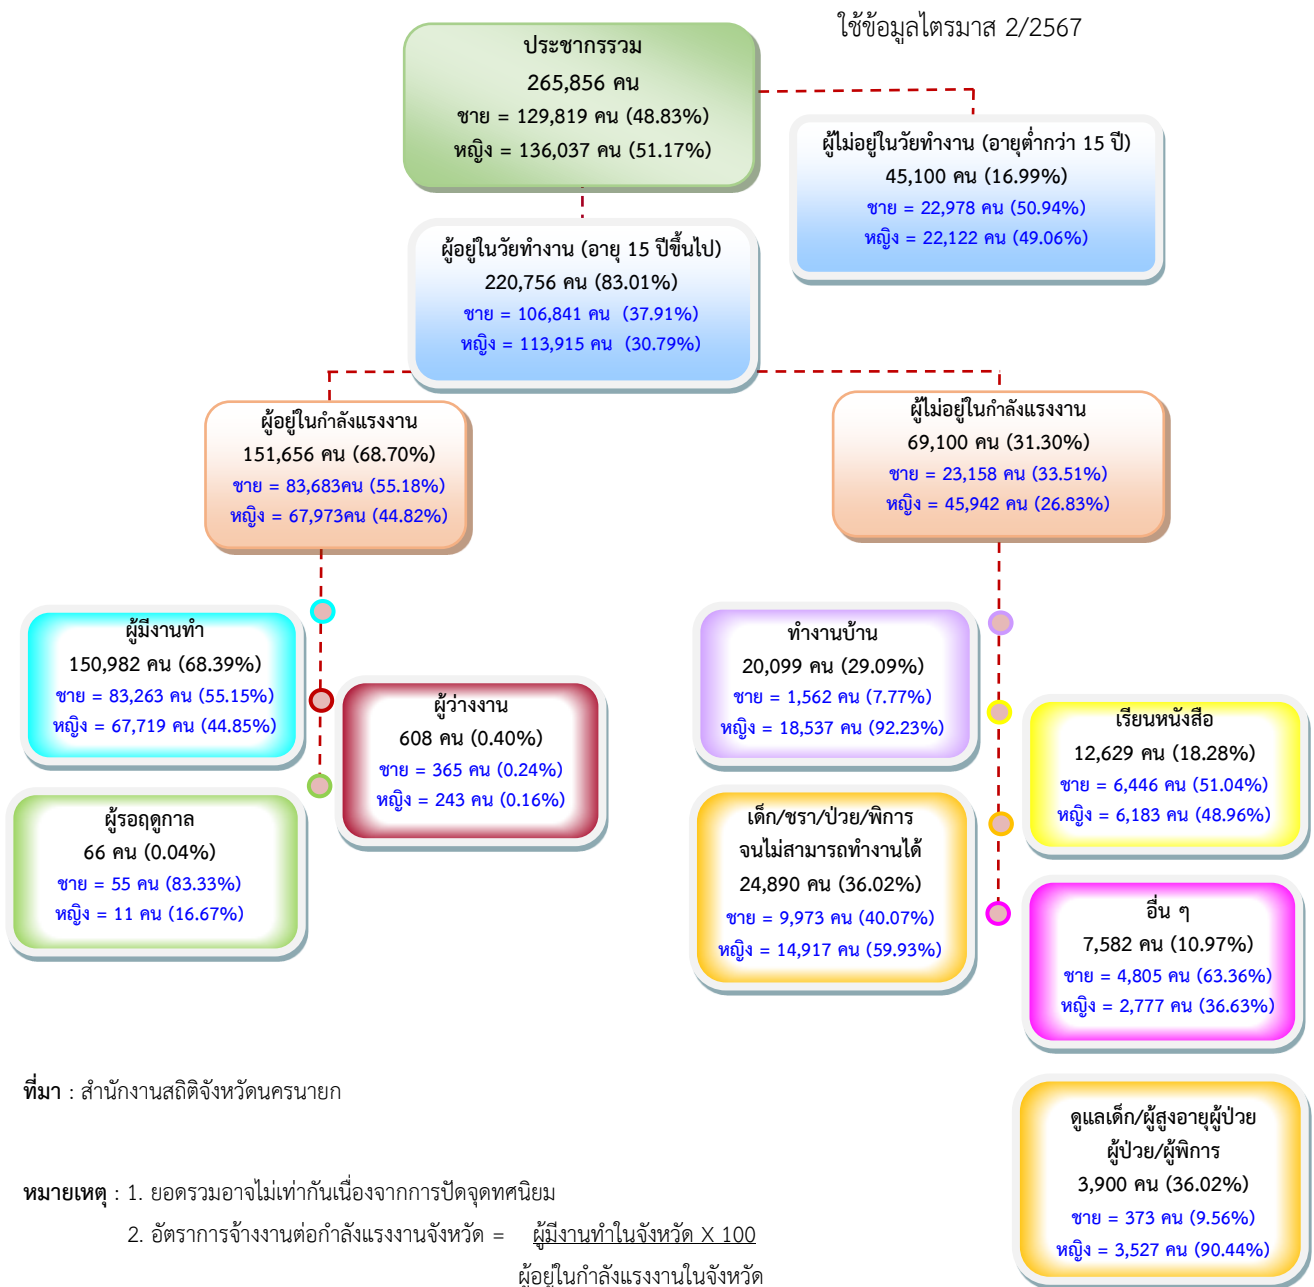 ใช้ข้อมูลไตรมาส 2/2567
ประชากรรวม
265,856 คน
ชาย = 129,819 คน (48.83%)
หญิง = 136,037 คน (51.17%)
ผู้ไม่อยู่ในวัยทำงาน (อายุต่ำกว่า 15 ปี)
45,100 คน (16.99%)
ชาย = 22,978 คน (50.94%)
หญิง = 22,122 คน (49.06%)
ผู้อยู่ในวัยทำงาน (อายุ 15 ปีขึ้นไป)
220,756 คน (83.01%)
ชาย = 106,841 คน (37.91%)
หญิง = 113,915 คน (30.79%)
ผู้อยู่ในกำลังแรงงาน
151,656 คน (68.70%)
ชาย = 83,683คน (55.18%)
หญิง = 67,973คน (44.82%)
ผู้ไม่อยู่ในกำลังแรงงาน
69,100 คน (31.30%)
ชาย = 23,158 คน (33.51%)
หญิง = 45,942 คน (26.83%)
ผู้มีงานทำ
150,982 คน (68.39%)
ชาย = 83,263 คน (55.15%)
หญิง = 67,719 คน (44.85%)
ผู้ว่างงาน
608 คน (0.40%)
ชาย = 365 คน (0.24%)
หญิง = 243 คน (0.16%)
ผู้รอฤดูกาล
66 คน (0.04%)
ชาย = 55 คน (83.33%)
หญิง = 11 คน (16.67%)
ทำงานบ้าน
20,099 คน (29.09%)
ชาย = 1,562 คน (7.77%)
หญิง = 18,537 คน (92.23%)
เรียนหนังสือ
12,629 คน (18.28%)
ชาย = 6,446 คน (51.04%)
หญิง = 6,183 คน (48.96%)
เด็ก/ชรา/ป่วย/พิการ
จนไม่สามารถทำงานได้
24,890 คน (36.02%)
ชาย = 9,973 คน (40.07%)
หญิง = 14,917 คน (59.93%)
อื่น ๆ
7,582 คน (10.97%)
ชาย = 4,805 คน (63.36%)
หญิง = 2,777 คน (36.63%)
ดูแลเด็ก/ผู้สูงอายุผู้ป่วย
ผู้ป่วย/ผู้พิการ
3,900 คน (36.02%)
ชาย = 373 คน (9.56%)
หญิง = 3,527 คน (90.44%)
ที่มา : สำนักงานสถิติจังหวัดนครนายก
หมายเหตุ : 1. ยอดรวมอาจไม่เท่ากันเนื่องจากการปัดจุดทศนิยม
2. อัตราการจ้างงานต่อกำลังแรงงานจังหวัด = ผู้มีงานทำในจังหวัด X 100
ผู้อยู่ในกำลังแรงงานในจังหวัด